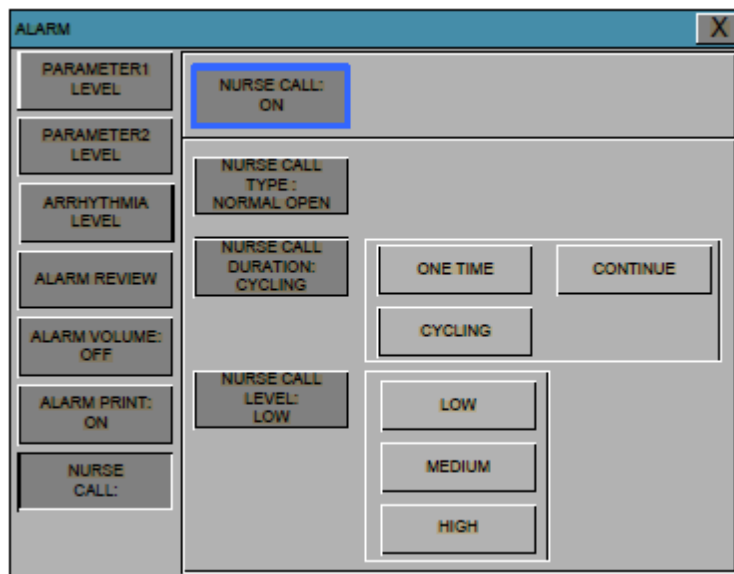 ALARM
X
PARAMETER1
LEVEL
PARAMETER2
LEVEL
ARRHYTHMIA
LEVEL
ALARM REVIEW
ALARM VOLUME:
OFF
ALARM PRINT:
ON
NURSE
CALL:
NURSE CALL:
ON
NURSE CALL
TYPE :
NORMAL OPEN
NURSE CALL
DURATION:
CYCLING
ONE TIME
CONTINUE
CYCLING
NURSE CALL
LEVEL:
LOW
LOW
MEDIUM
HIGH